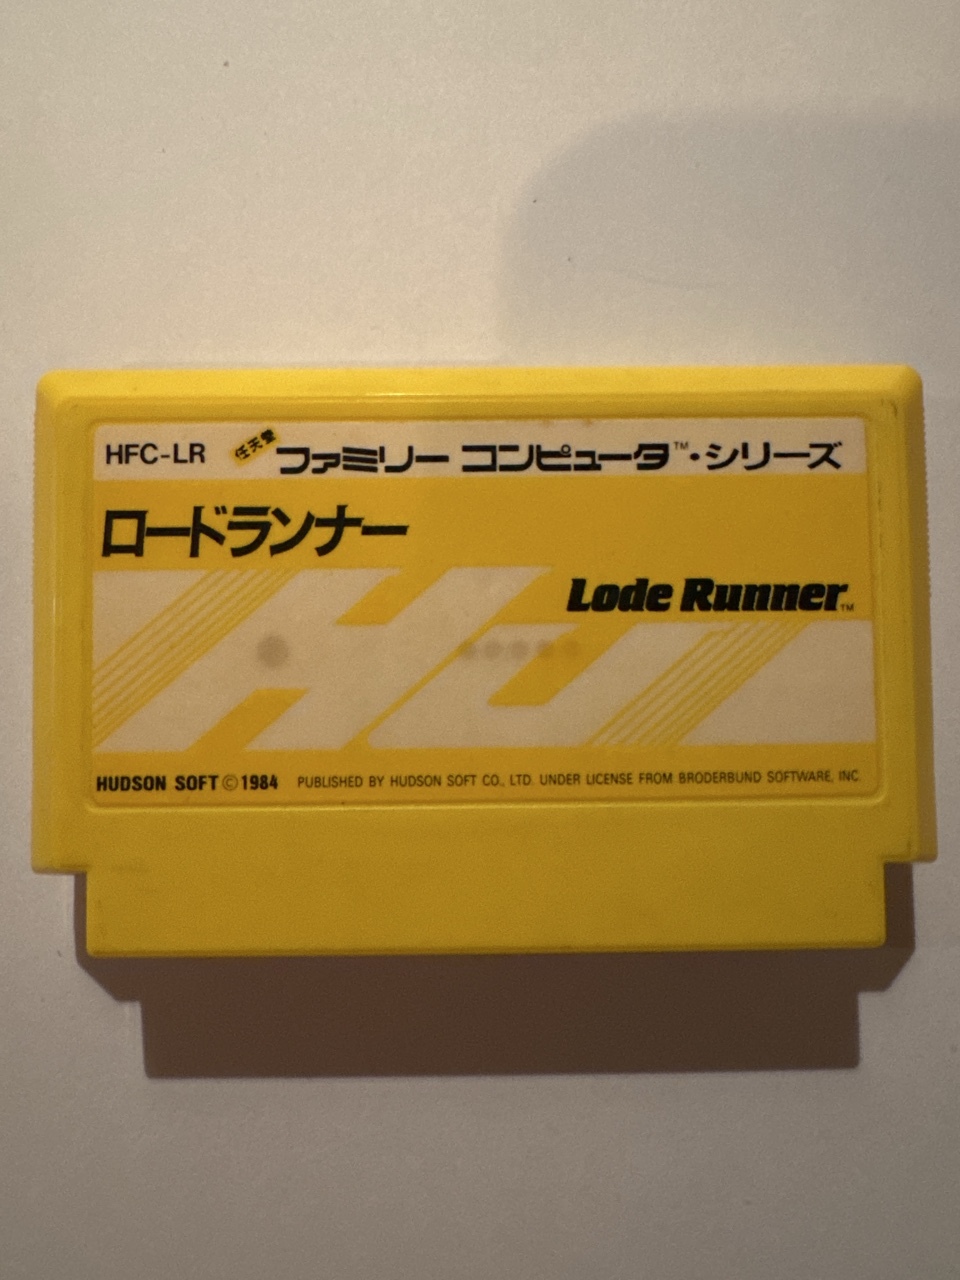 HFC-LR 任天堂 ファミリー コンピュータ™・シリーズ
ロードランナー
Lode Runner™
Hu
HUDSON SOFT © 1984 PUBLISHED BY HUDSON SOFT CO., LTD. UNDER LICENSE FROM BRODERBUND SOFTWARE, INC.